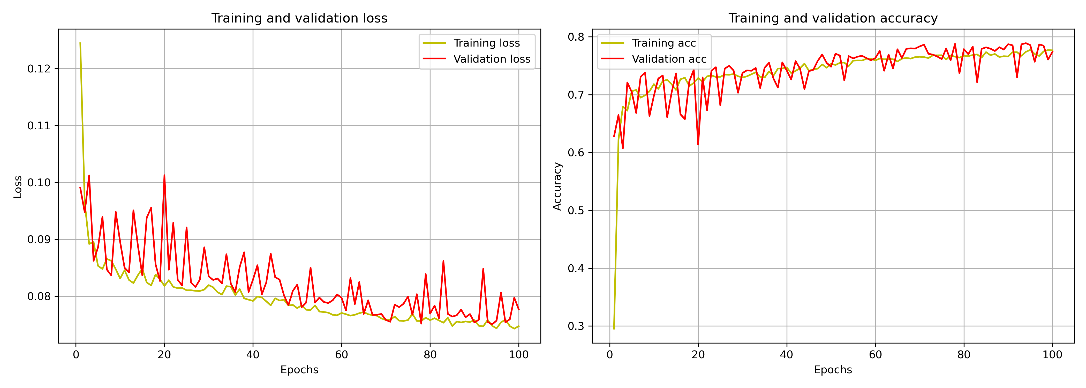 Training and validation loss
Training loss
Validation loss
0.12
0.11
0.10
0.09
0.08
Loss
0
20
40
60
80
100
Epochs
Training and validation accuracy
Training acc
Validation acc
0.8
0.7
0.6
0.5
0.4
0.3
Accuracy
0
20
40
60
80
100
Epochs